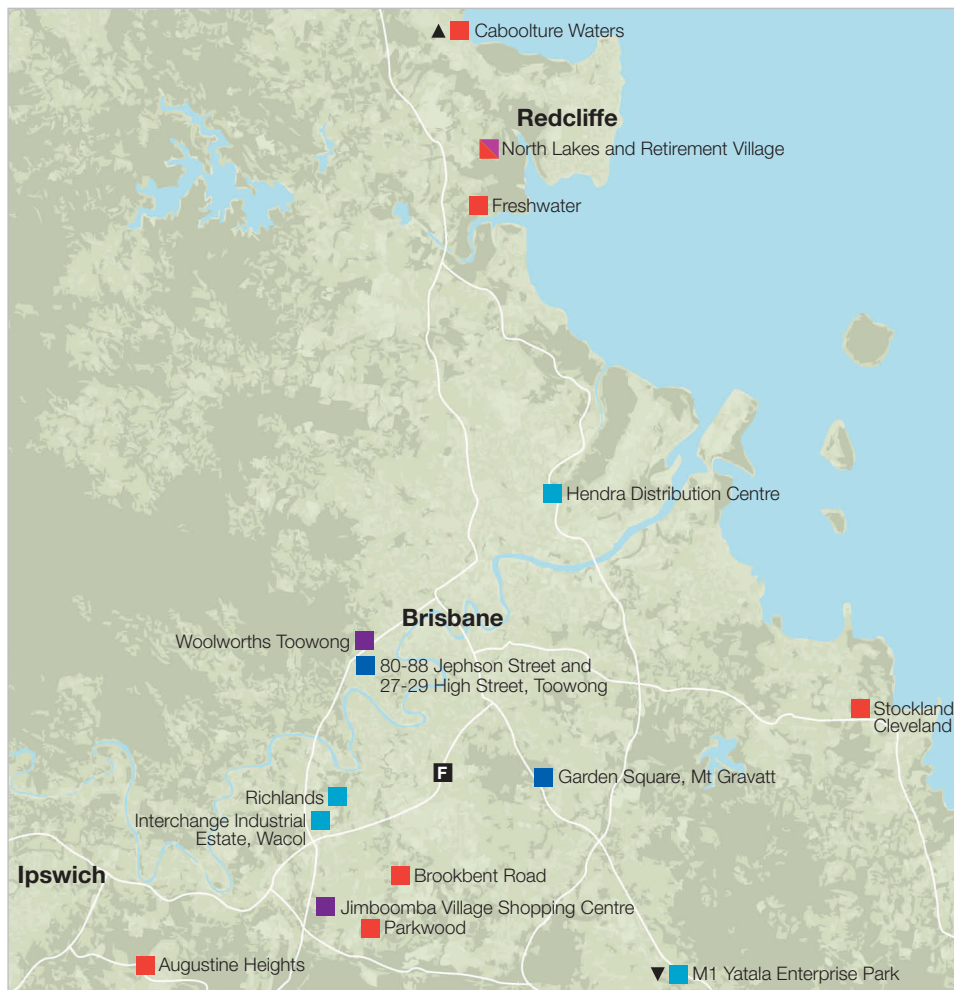 Caboolture Waters
Redcliffe
North Lakes and Retirement Village
Freshwater
Hendra Distribution Centre
Brisbane
Woolworths Toowong
80-88 Jephson Street and
27-29 High Street, Toowong
Stockland
Cleveland
F
Garden Square, Mt Gravatt
Richlands
Interchange Industrial
Estate, Wacol
Ipswich
Brookbent Road
Jimboomba Village Shopping Centre
Parkwood
Augustine Heights
M1 Yatala Enterprise Park